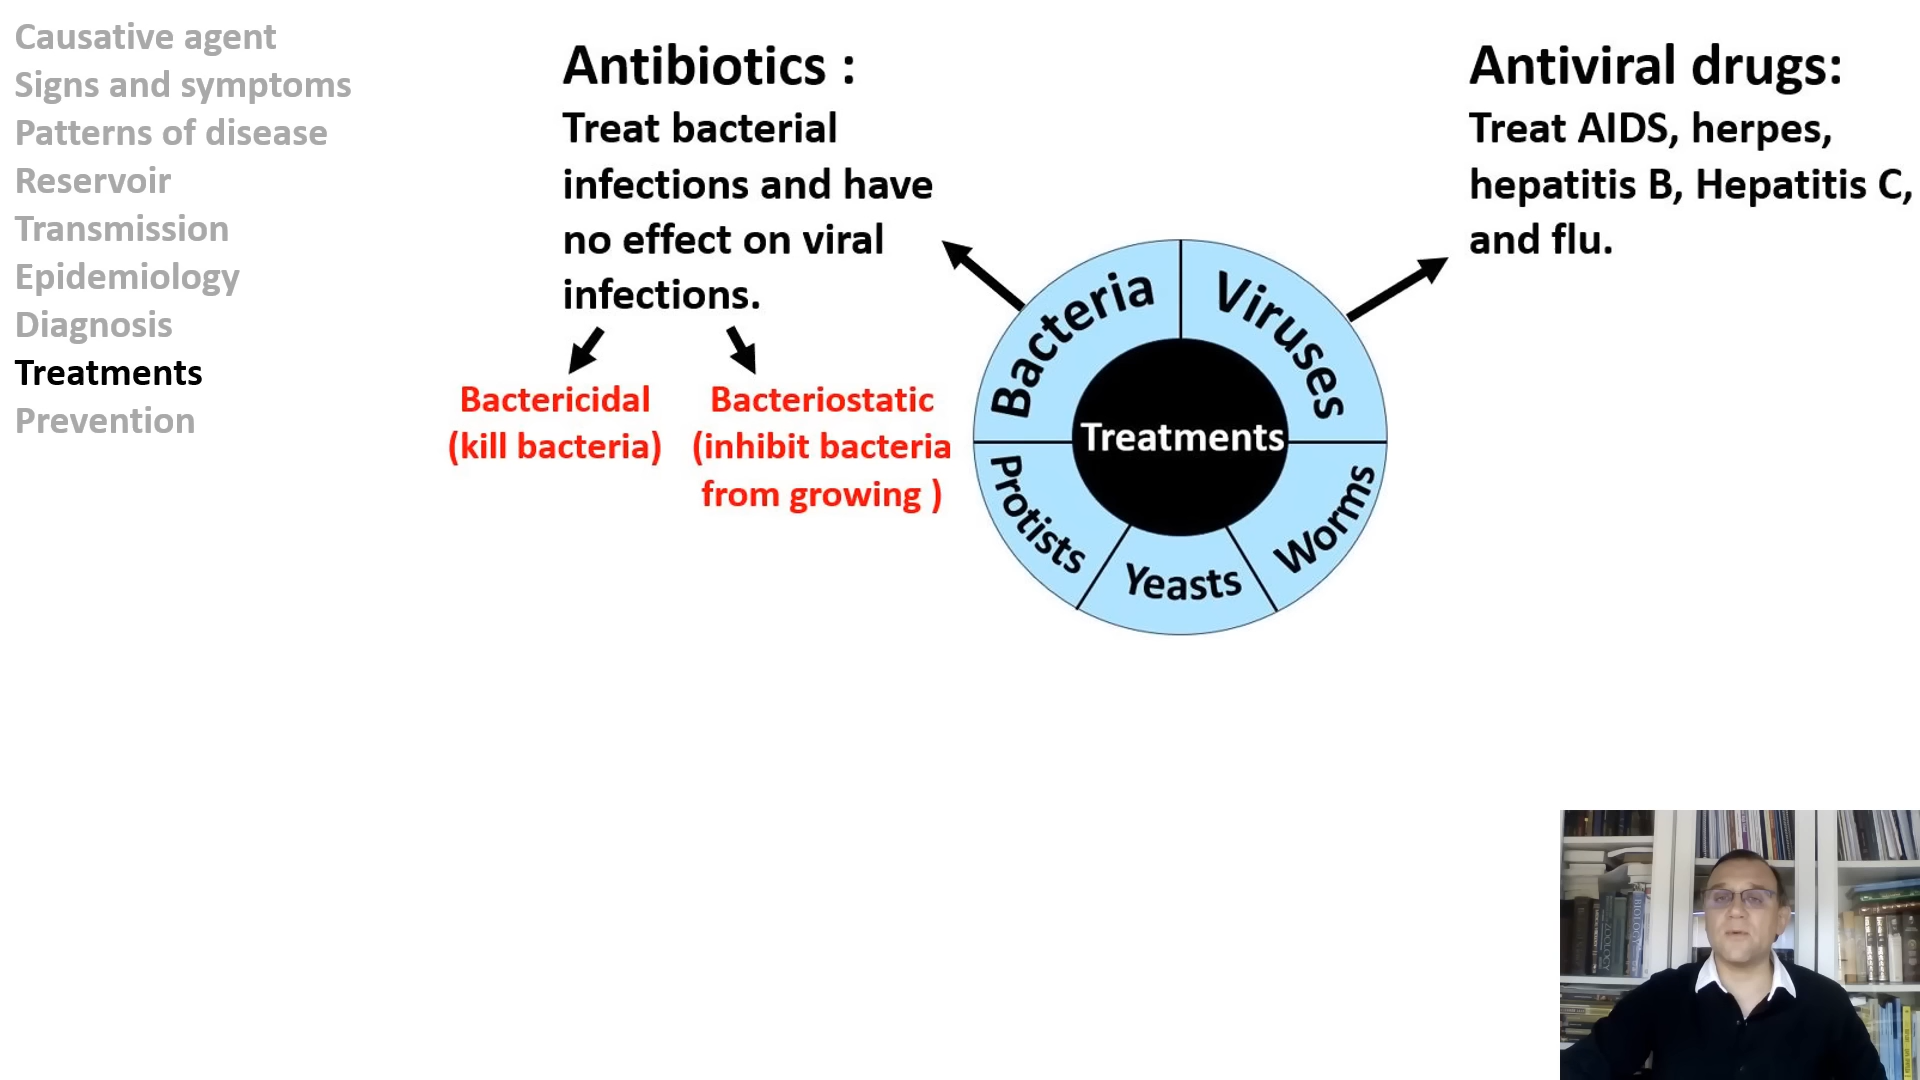 Causative agent
Signs and symptoms
Patterns of disease
Reservoir
Transmission
Epidemiology
Diagnosis
Treatments
Prevention
Antibiotics :
Treat bacterial
infections and have
no effect on viral
infections.
Bactericidal
(kill bacteria)
Bacteriostatic
(inhibit bacteria
from growing )
Antiviral drugs:
Treat AIDS, herpes,
hepatitis B, Hepatitis C,
and flu.
Bacteria
Viruses
Treatments
Protists
Yeasts
Worms
ZOOLOGY
BIOLOGY